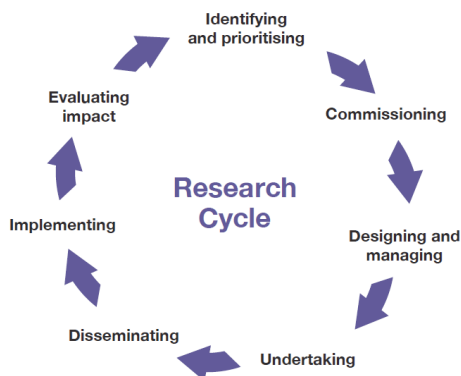 Identifying
and prioritising
Commissioning
Designing and
managing
Undertaking
Disseminating
Implementing
Evaluating
impact
Research
Cycle